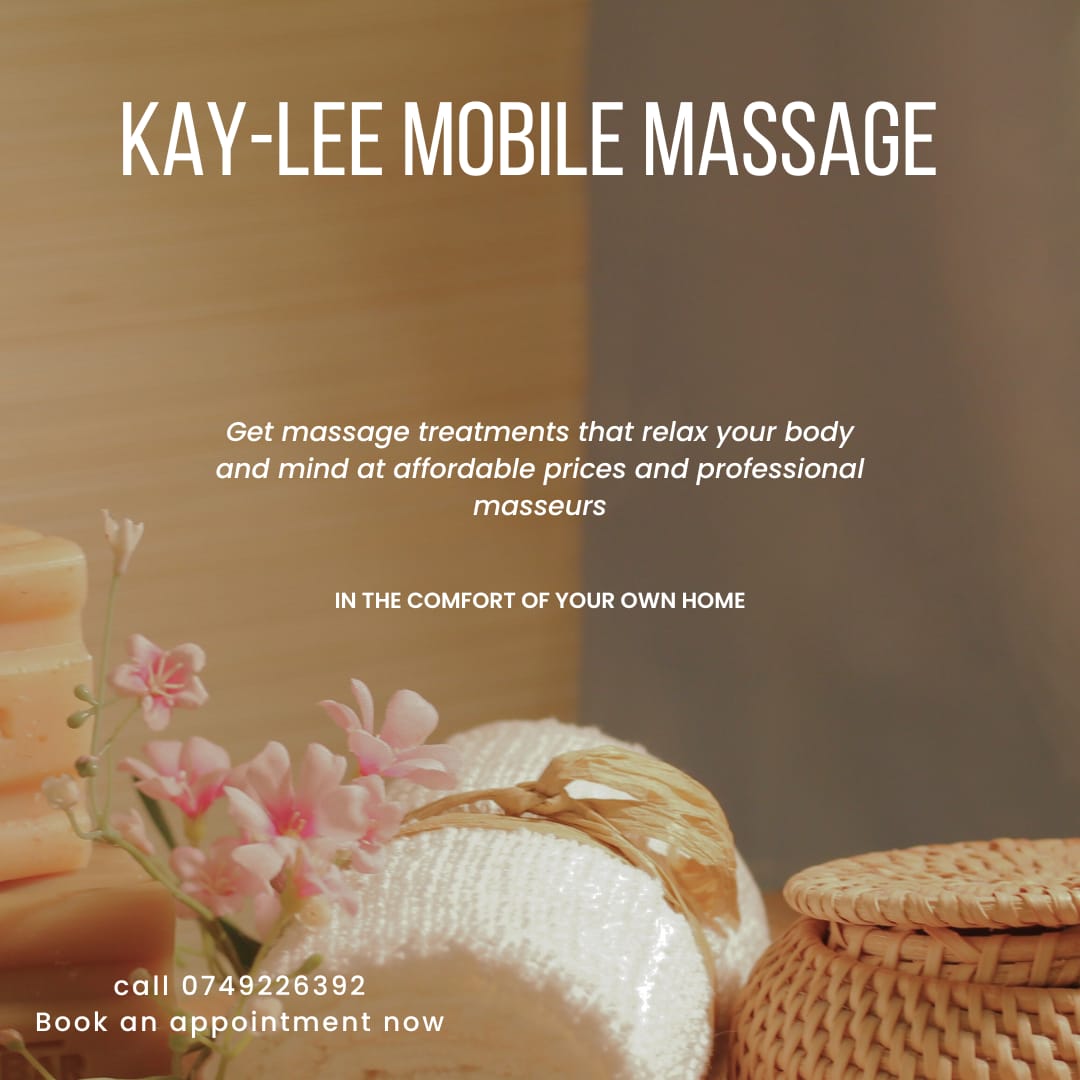 KAY-LEE MOBILE MASSAGE
Get massage treatments that relax your body
and mind at affordable prices and professional
masseurs
IN THE COMFORT OF YOUR OWN HOME
call 0749226392
Book an appointment now